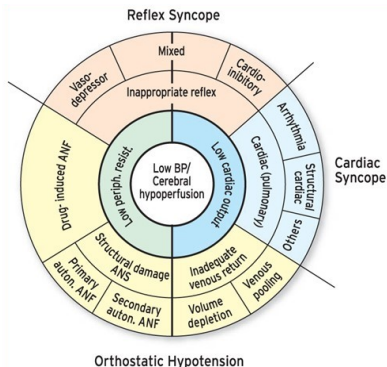 Reflex Syncope
Mixed
Vaso-
depressor
Cardio-
inibitory
Inappropriate reflex
Arrhythmia
Structural
cardiac
Others
Cardiac
Syncope
Cardiac (pulmonary)
Low periph. resist.
Low cardiac output
Low BP/
Cerebral
hypoperfusion
Drug- induced ANF
Structural damage
ANS
Inadequate
venous return
Primary
auton. ANF
Secondary
auton. ANF
Volume
depletion
Venous
pooling
Orthostatic Hypotension